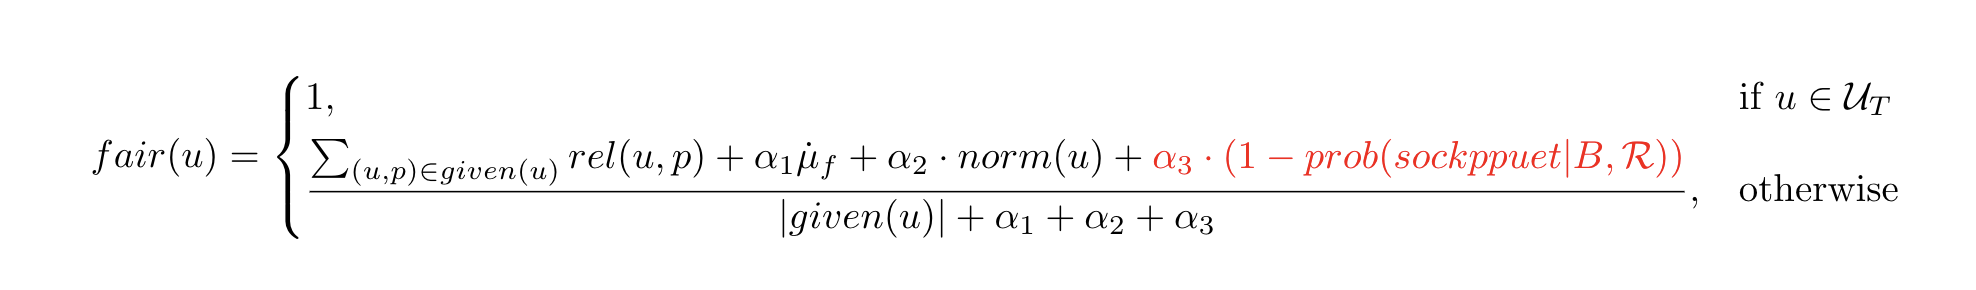 fair(u) = { 1, if u ∈ 𝒰_T
∑_{(u,p)∈given(u)} rel(u, p) + α₁μ̇_f + α₂ · norm(u) + α₃ · (1 − prob(sockppuet|B, ℛ))
|given(u)| + α₁ + α₂ + α₃ , otherwise